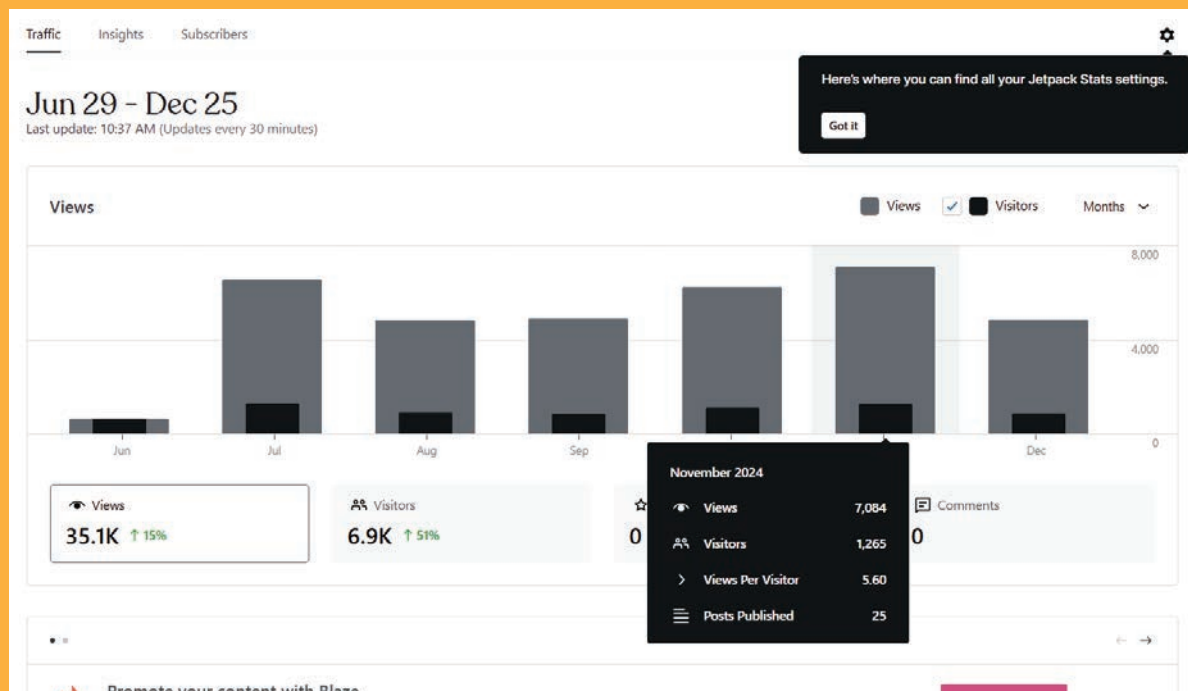 Traffic Insights Subscribers
Here's where you can find all your Jetpack Stats settings.
Got it
Jun 29 - Dec 25
Last update: 10:37 AM (Updates every 30 minutes)
Views
Views Visitors Months
8,000
4,000
0
Jun Jul Aug Sep Dec
November 2024
Views 7,084
Visitors 1,265
Views Per Visitor 5.60
Posts Published 25
Views
35.1K ↑ 15%
Visitors
6.9K ↑ 51%
0
Comments
0
Promote your content with Blaze